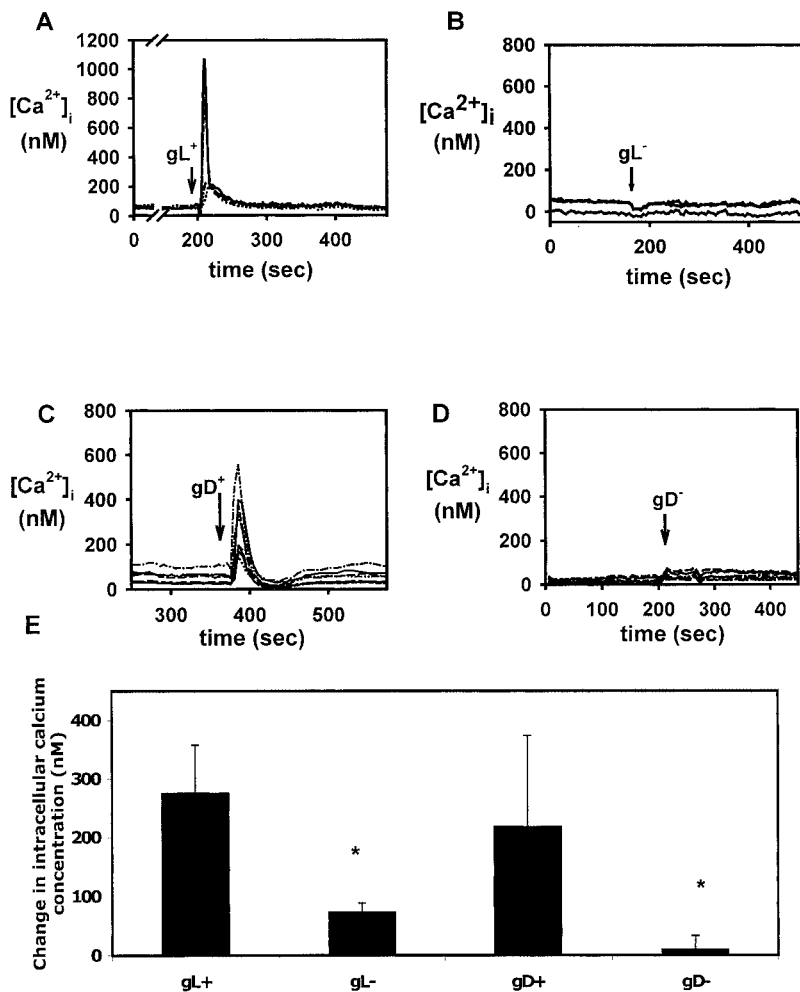 A
1200
1000
800
600
400
200
0
[Ca2+]i
(nM)
gL+
0 200 300 400
time (sec)
B
800
600
400
200
0
[Ca2+]i
(nM)
gL-
0 200 400
time (sec)
C
800
600
400
200
0
[Ca2+]i
(nM)
gD+
300 400 500
time (sec)
D
800
600
400
200
0
[Ca2+]i
(nM)
gD-
0 100 200 300 400
time (sec)
E
Change in intracellular calcium
concentration (nM)
400
300
200
100
0
*
*
gL+ gL- gD+ gD-